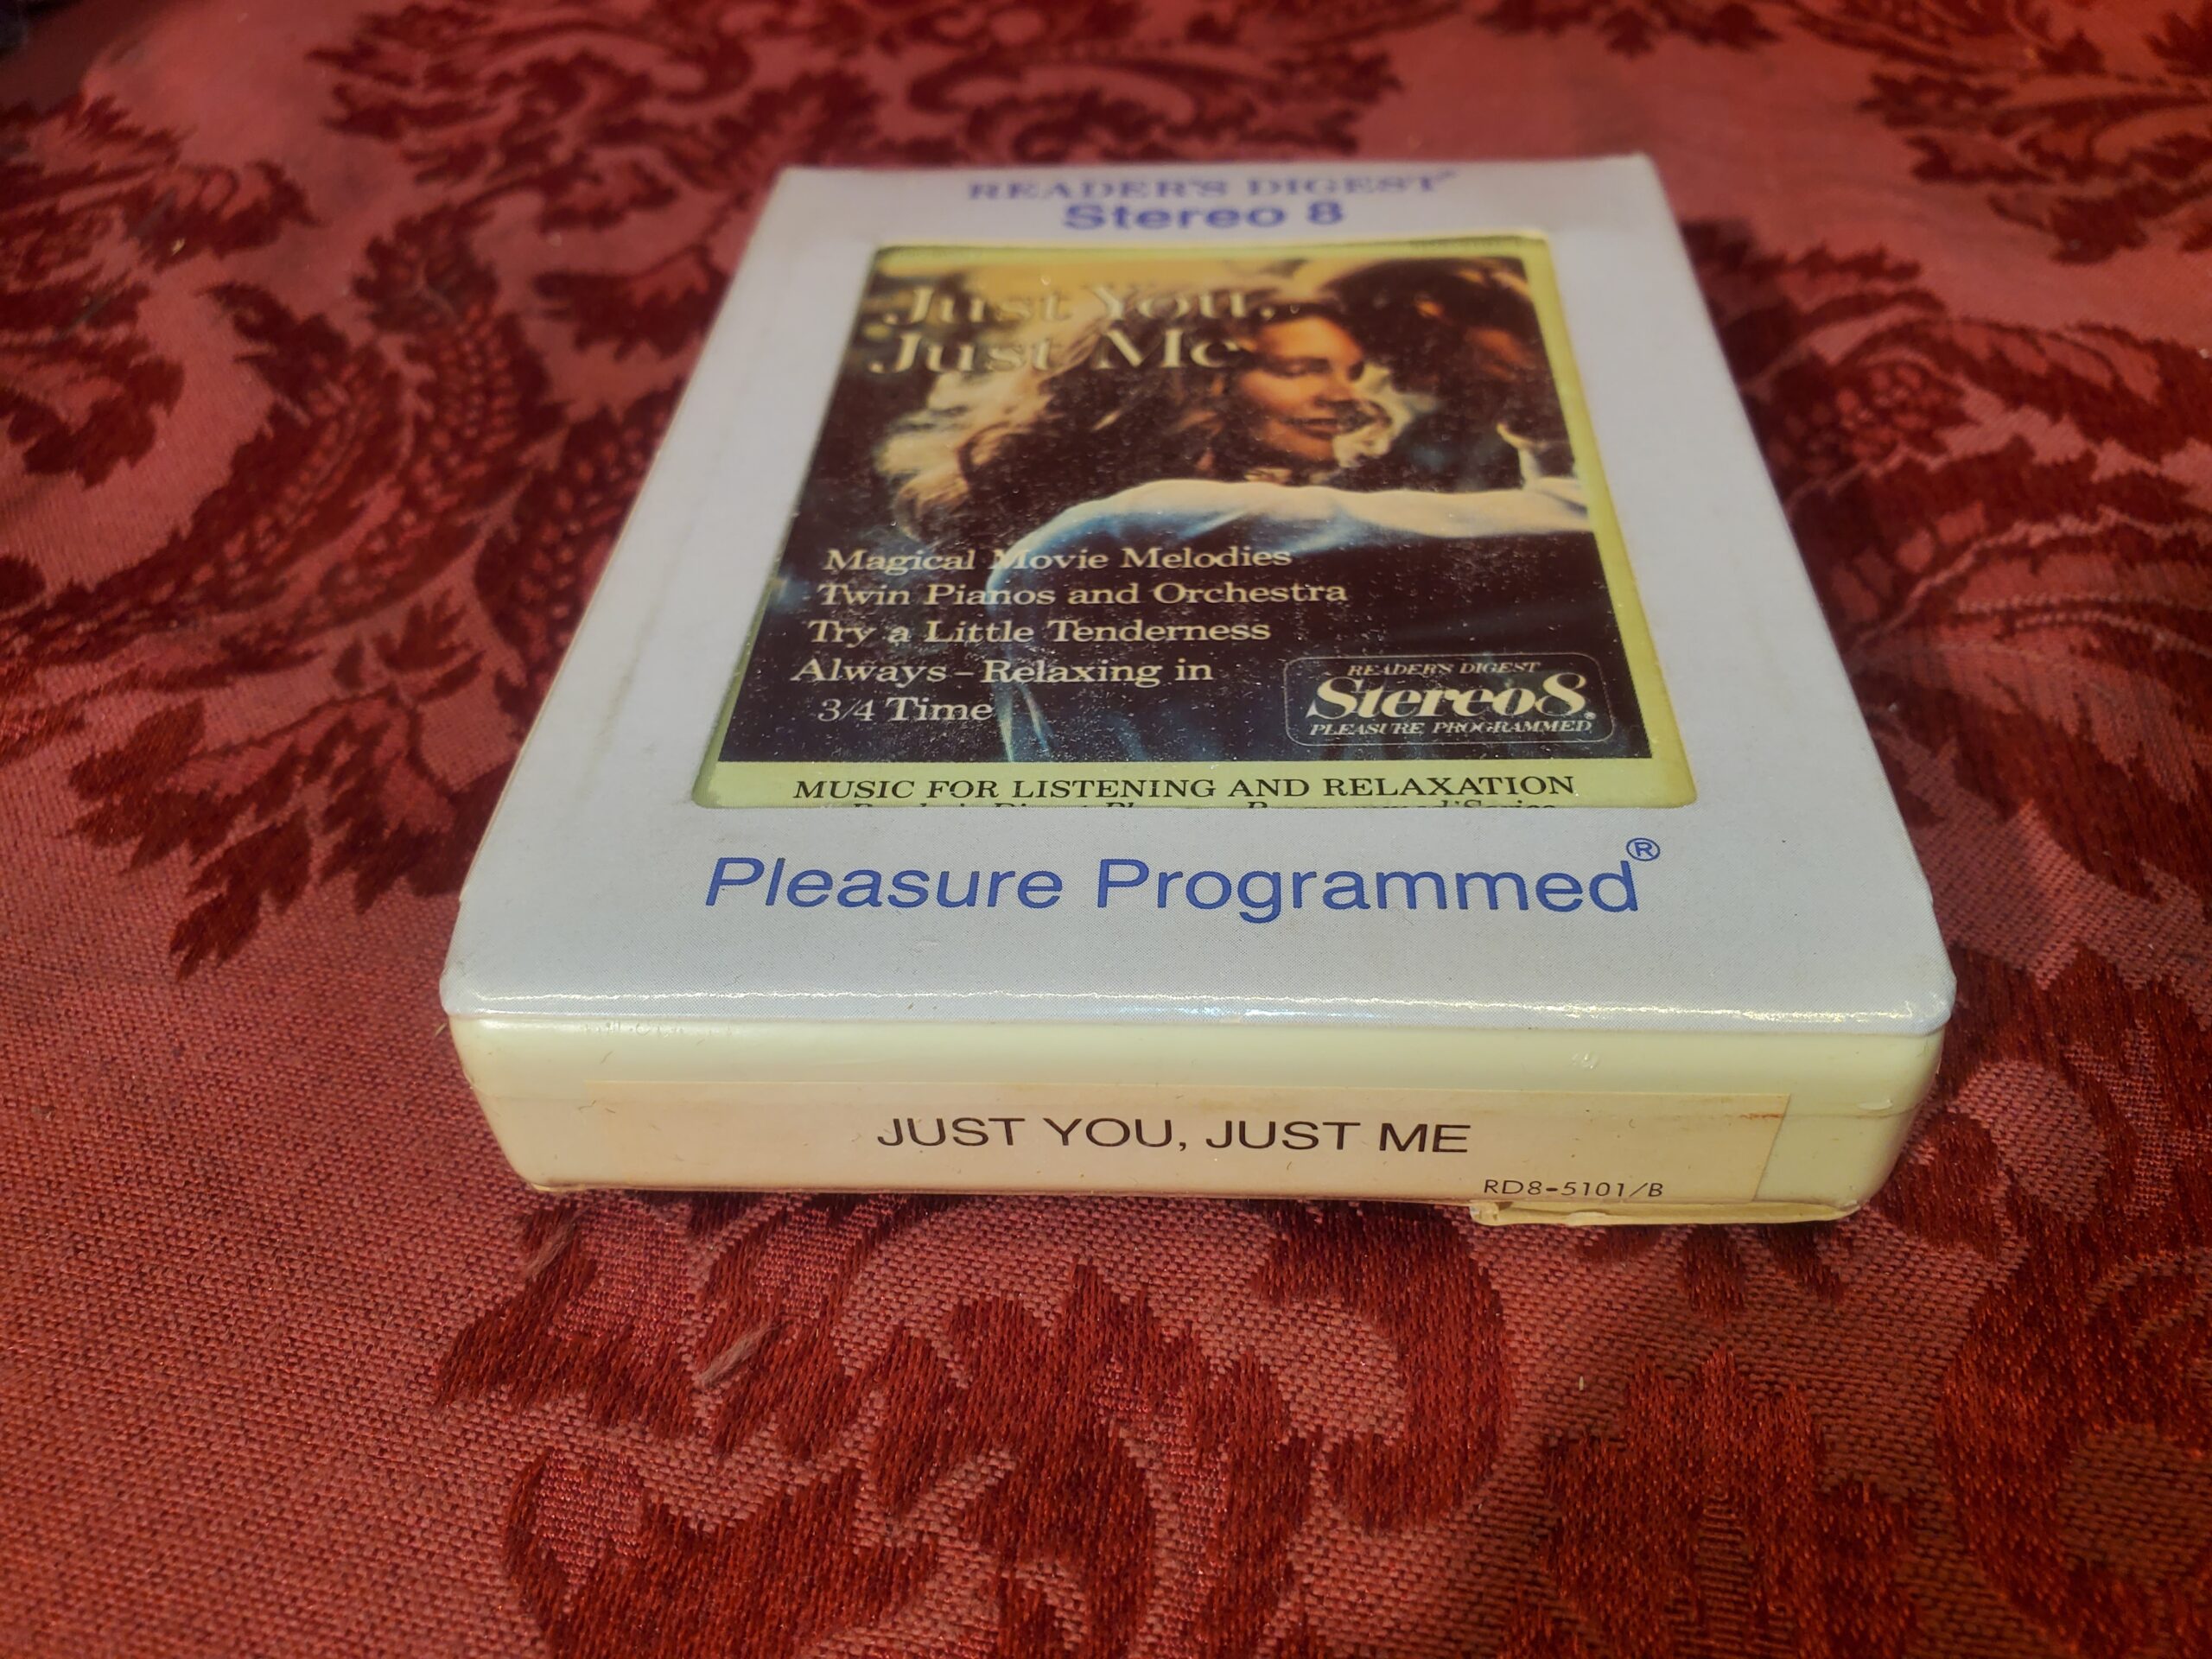 READER'S DIGEST®
Stereo 8
Just You,
Just Me
Magical Movie Melodies
Twin Pianos and Orchestra
Try a Little Tenderness
Always – Relaxing in
3/4 Time
READER'S DIGEST
Stereo 8®
PLEASURE PROGRAMMED
MUSIC FOR LISTENING AND RELAXATION
Pleasure Programmed®
JUST YOU, JUST ME
RD8-5101/B